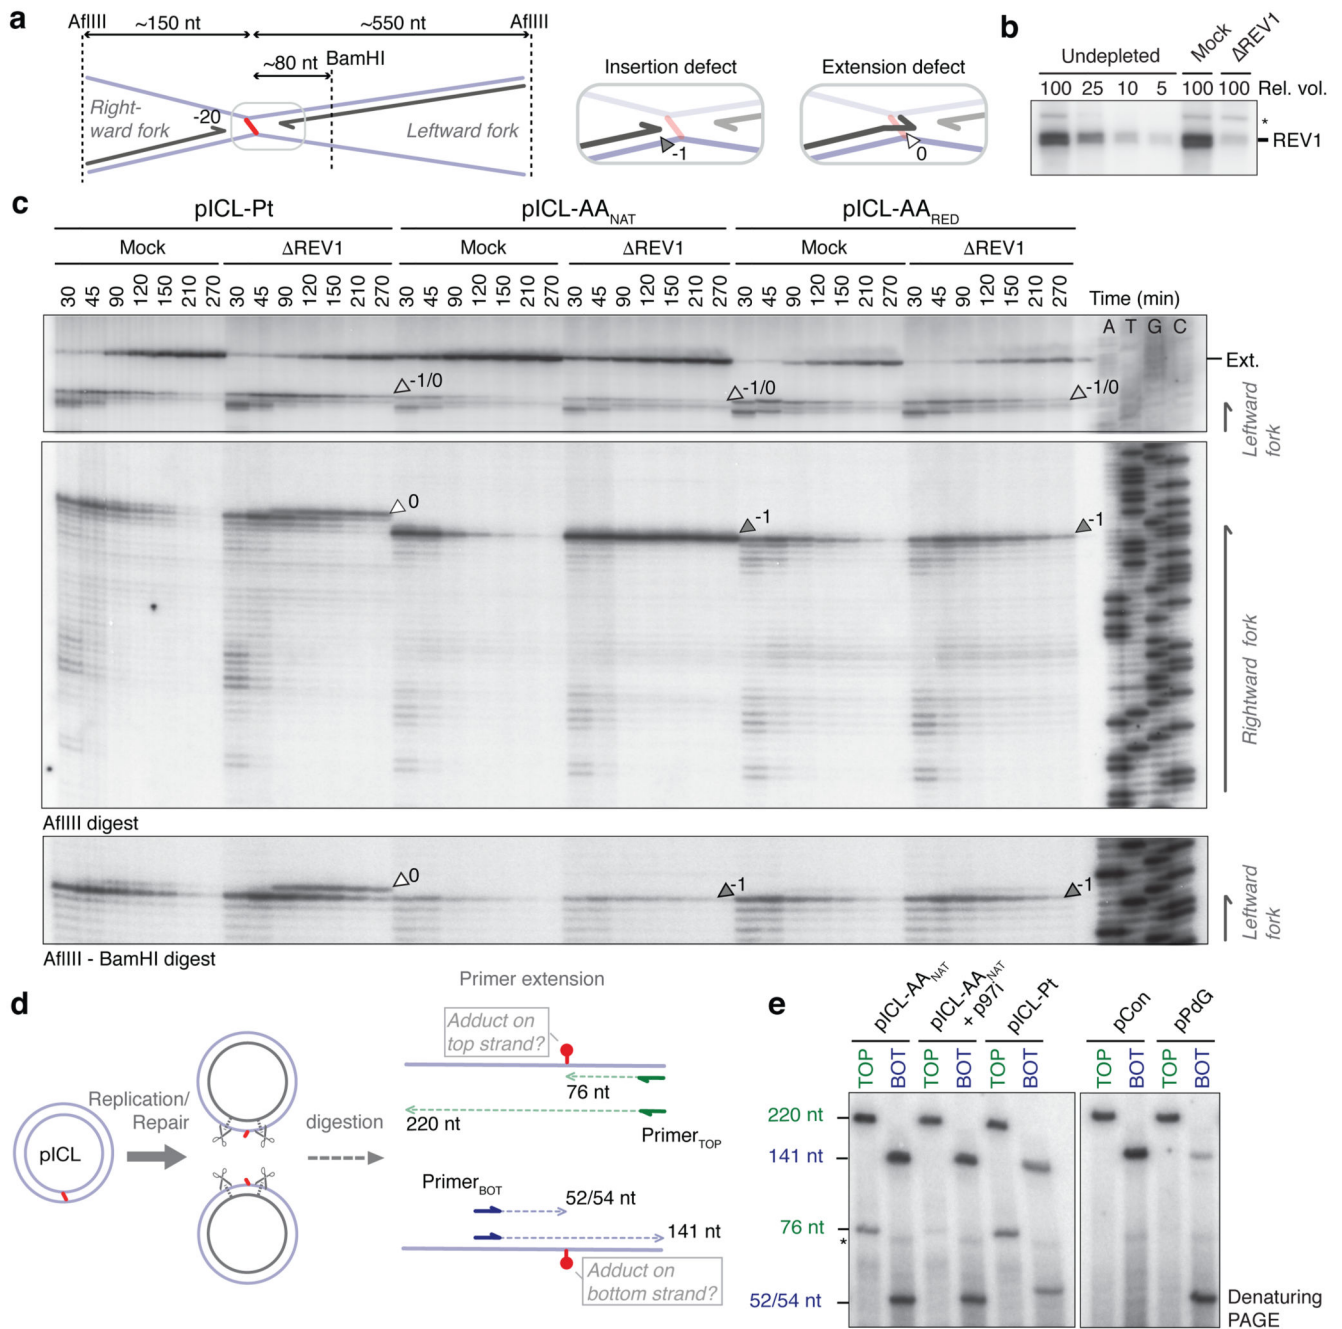 a
AflIII
~150 nt
~550 nt
AflIII
~80 nt
BamHI
Right-
ward fork
-20
Leftward fork
Insertion defect
-1
Extension defect
0
b
Undepleted
Mock
ΔREV1
100 25 10 5 100 100 Rel. vol.
*
REV1
c
pICL-Pt
pICL-AA_NAT
pICL-AA_RED
Mock ΔREV1 Mock ΔREV1 Mock ΔREV1
30 45 90 120 150 210 270 30 45 90 120 150 210 270 30 45 90 120 150 210 270 30 45 90 120 150 210 270 30 45 90 120 150 210 270 30 45 90 120 150 210 270 Time (min)
A T G C
Ext.
-1/0 -1/0 -1/0
Leftward
fork
0 -1 -1
Rightward fork
AflIII digest
0 -1 -1
Leftward
fork
AflIII - BamHI digest
d
pICL
Replication/
Repair
digestion
Primer extension
Adduct on
top strand?
76 nt
220 nt
Primer_TOP
Primer_BOT
52/54 nt
141 nt
Adduct on
bottom strand?
e
pICL-AA_NAT
pICL-AA_NAT
+ p97i
pICL-Pt
pCon
pPdG
TOP BOT TOP BOT TOP BOT TOP BOT TOP BOT
220 nt
141 nt
76 nt
*
52/54 nt
Denaturing
PAGE